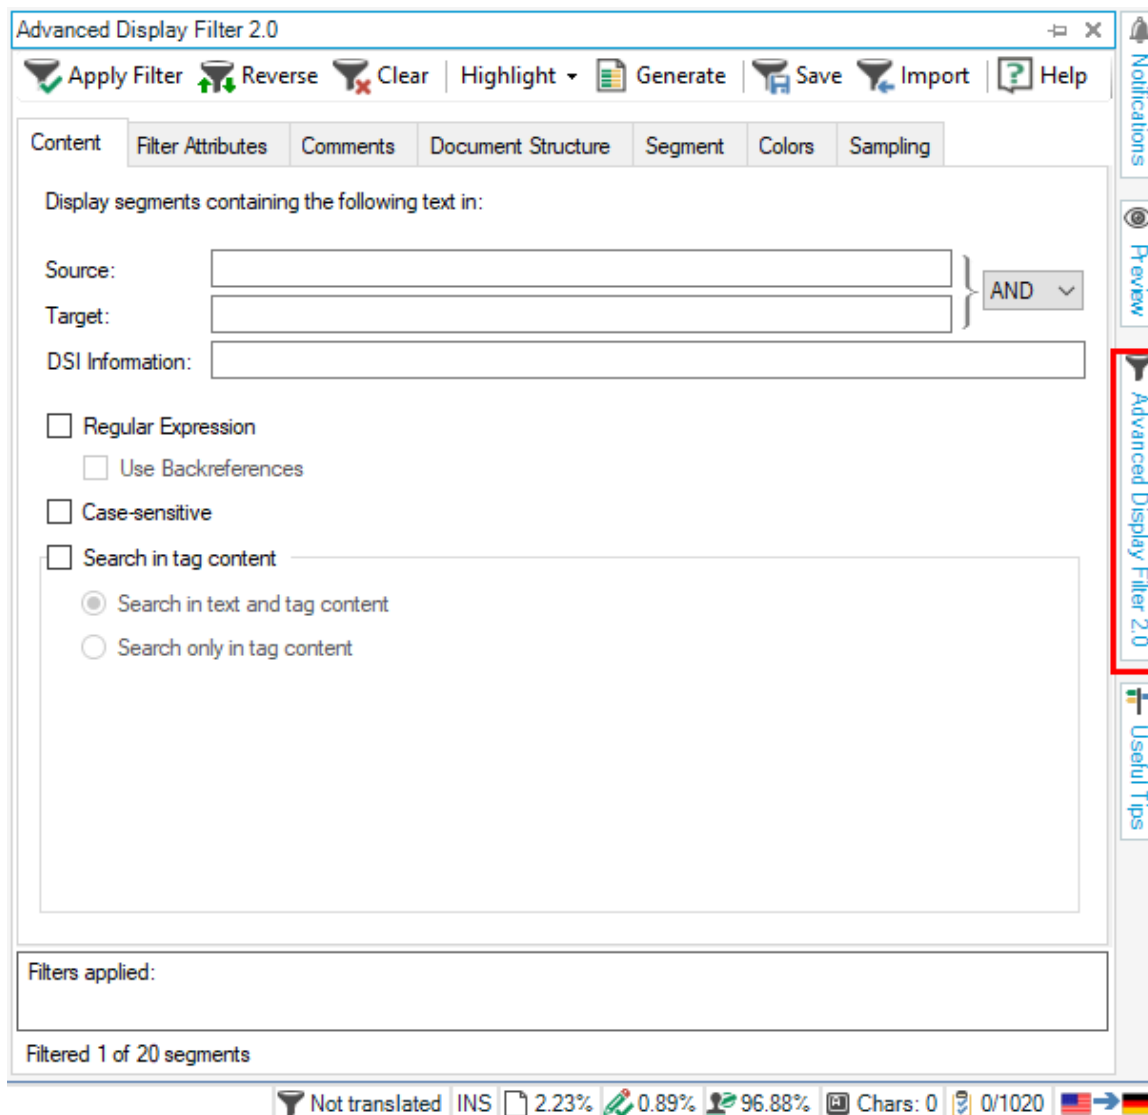 Advanced Display Filter 2.0
Apply Filter Reverse Clear Highlight Generate Save Import Help
Content Filter Attributes Comments Document Structure Segment Colors Sampling
Display segments containing the following text in:
Source:
AND
Target:
DSI Information:
Regular Expression
Use Backreferences
Case-sensitive
Search in tag content
Search in text and tag content
Search only in tag content
Filters applied:
Filtered 1 of 20 segments
Not translated INS 2.23% 0.89% 96.88% Chars: 0 0/1020
Notifications
Preview
Advanced Display Filter 2.0
Useful Tips